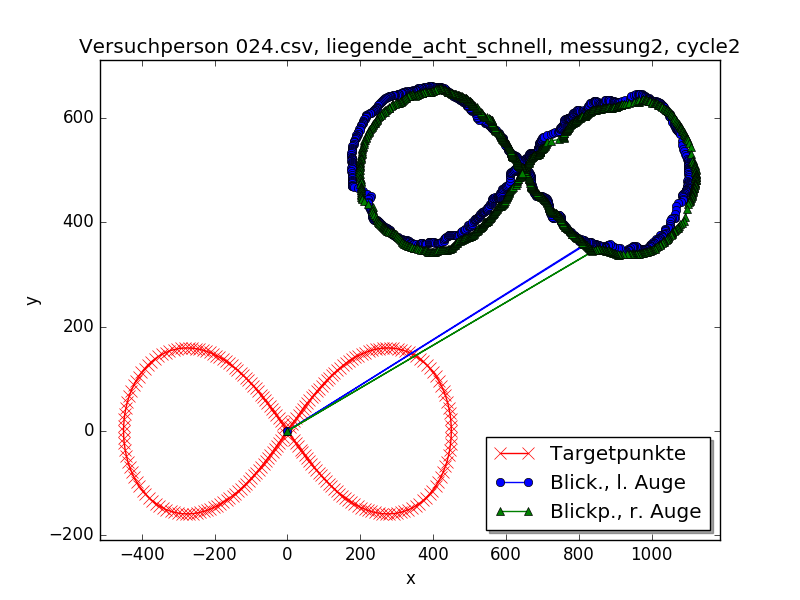 Versuchperson 024.csv, liegende_acht_schnell, messung2, cycle2
y
600
400
200
0
−200
−400 −200 0 200 400 600 800 1000
x
Targetpunkte
Blick., l. Auge
Blickp., r. Auge